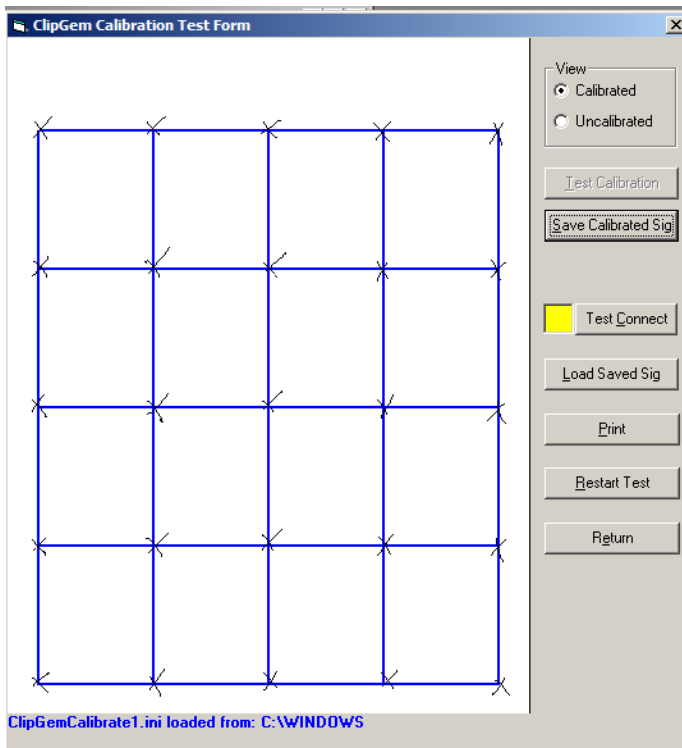 ClipGem Calibration Test Form
View
Calibrated
Uncalibrated
Test Calibration
Save Calibrated Sig
Test Connect
Load Saved Sig
Print
Restart Test
Return
ClipGemCalibrate1.ini loaded from: C:\WINDOWS